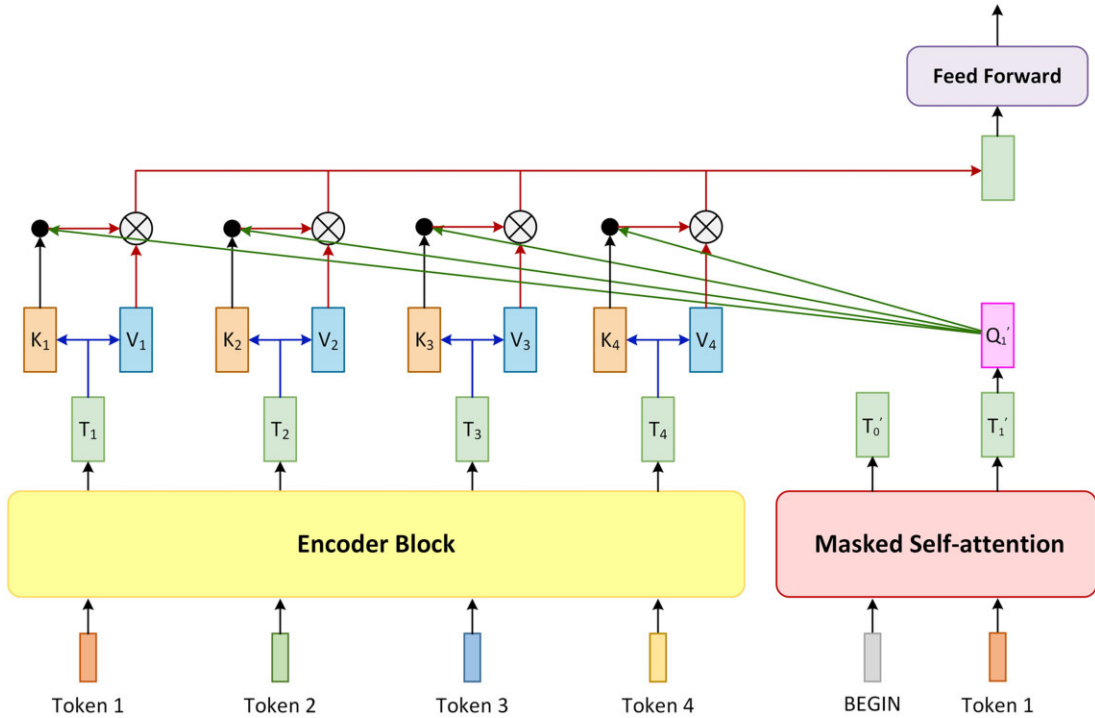 Feed Forward
K₁ V₁ K₂ V₂ K₃ V₃ K₄ V₄ Q₁′
T₁ T₂ T₃ T₄ T₀′ T₁′
Encoder Block Masked Self-attention
Token 1 Token 2 Token 3 Token 4 BEGIN Token 1